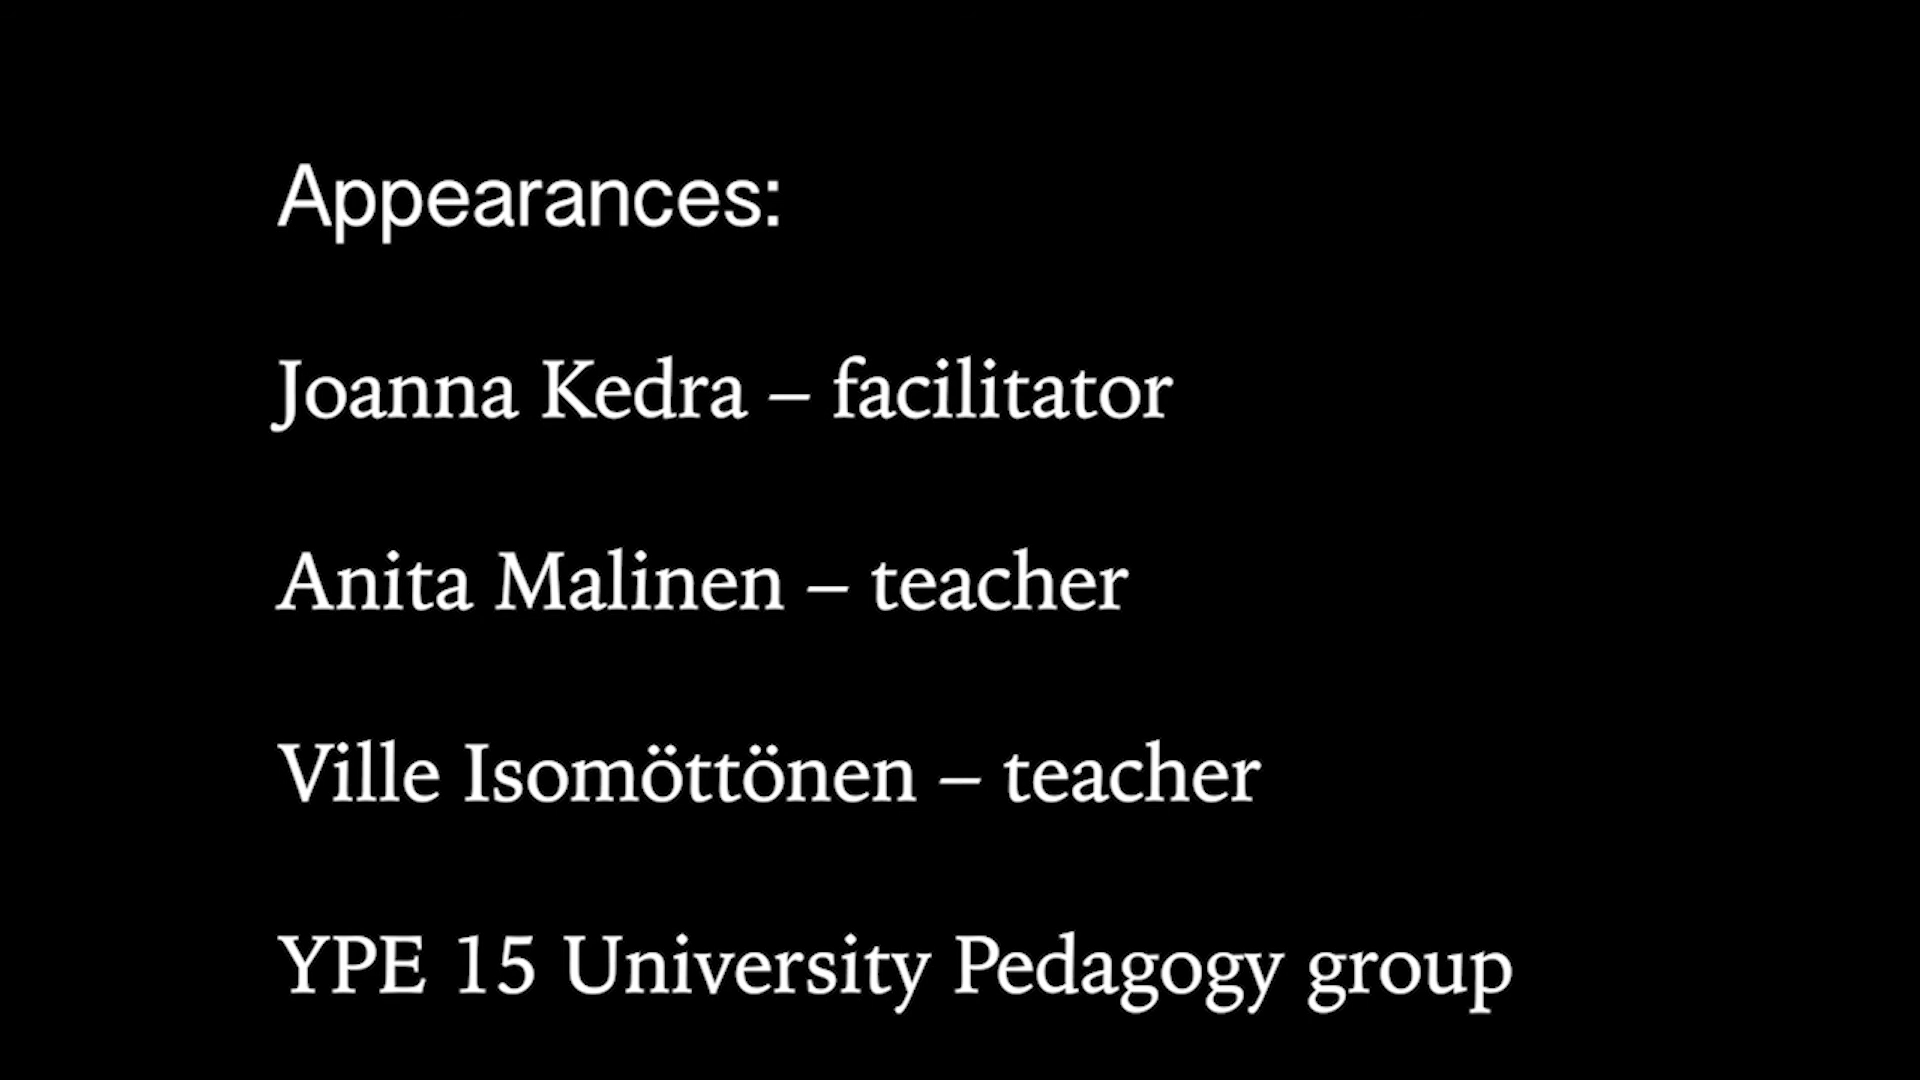 Appearances:
Joanna Kedra – facilitator
Anita Malinen – teacher
Ville Isomöttönen – teacher
YPE 15 University Pedagogy group